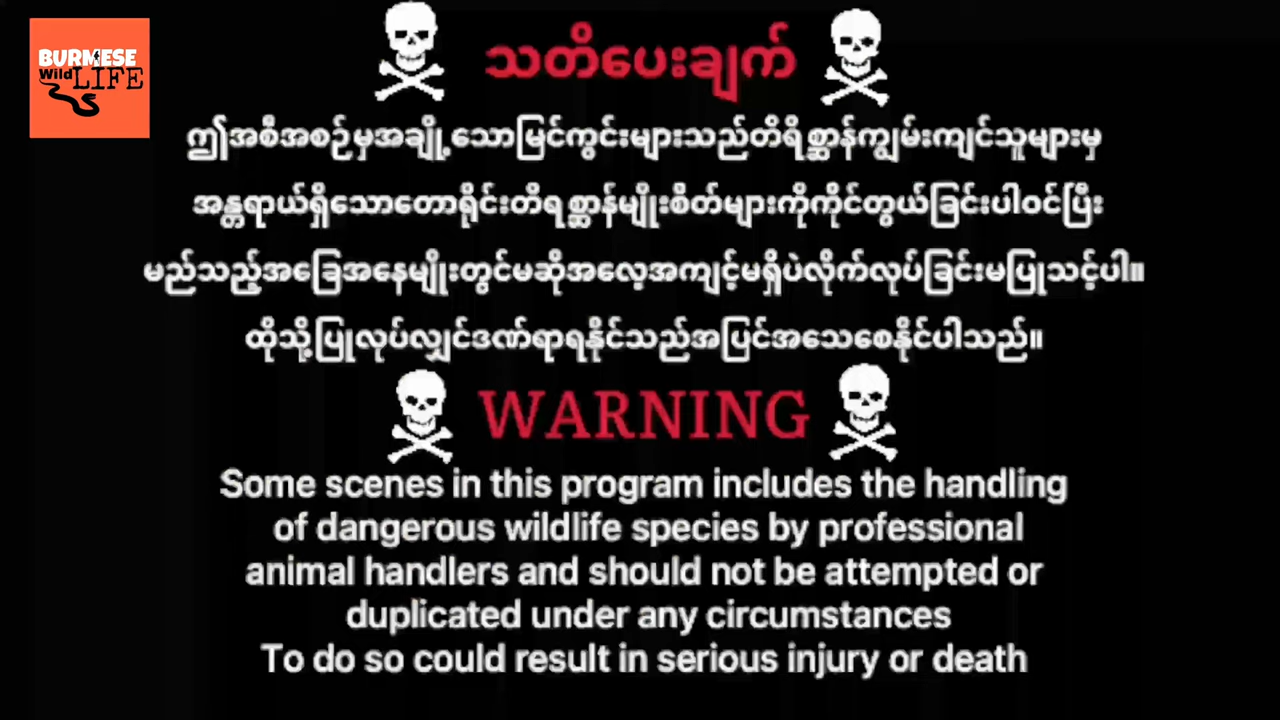 BURMESE
Wild LIFE
သတိပေးချက်
ဤအစီအစဉ်မှအချို့သောမြင်ကွင်းများသည်တိရိစ္ဆာန်ကျွမ်းကျင်သူများမှ
အန္တရာယ်ရှိသောတောရိုင်းတိရစ္ဆာန်မျိုးစိတ်များကိုကိုင်တွယ်ခြင်းပါဝင်ပြီး
မည်သည့်အခြေအနေမျိုးတွင်မဆိုအလေ့အကျင့်မရှိပဲလိုက်လုပ်ခြင်းမပြုသင့်ပါ။
ထိုသို့ပြုလုပ်လျှင်ဒဏ်ရာရနိုင်သည်အပြင်အသေစေနိုင်ပါသည်။
WARNING
Some scenes in this program includes the handling
of dangerous wildlife species by professional
animal handlers and should not be attempted or
duplicated under any circumstances
To do so could result in serious injury or death